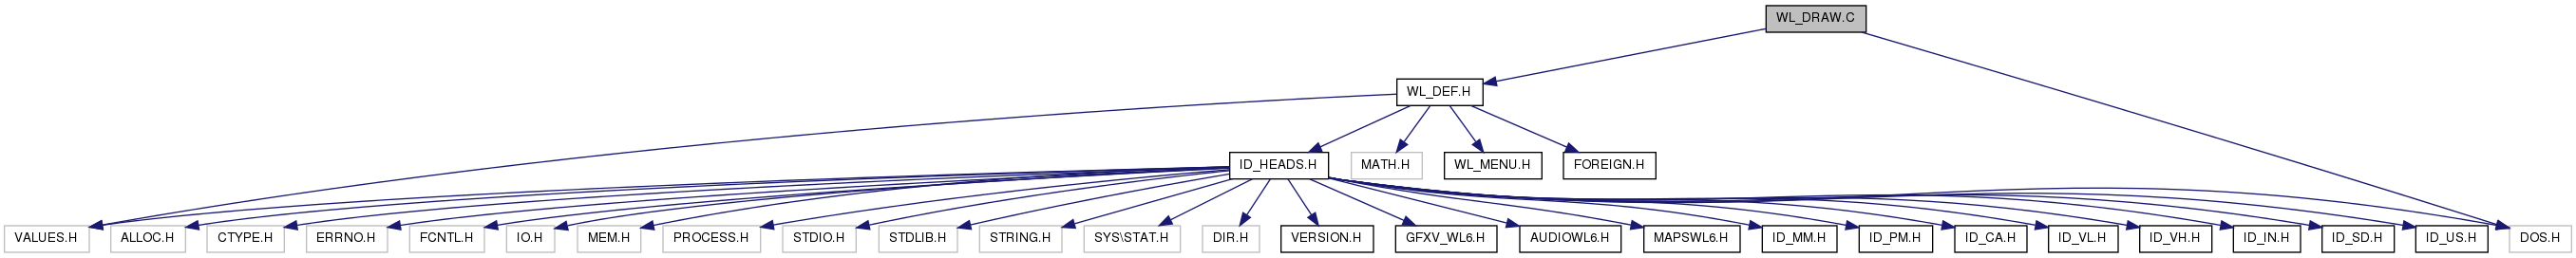 WL_DRAW.C
WL_DEF.H
ID_HEADS.H
MATH.H
WL_MENU.H
FOREIGN.H
VALUES.H
ALLOC.H
CTYPE.H
ERRNO.H
FCNTL.H
IO.H
MEM.H
PROCESS.H
STDIO.H
STDLIB.H
STRING.H
SYS\STAT.H
DIR.H
VERSION.H
GFXV_WL6.H
AUDIOWL6.H
MAPSWL6.H
ID_MM.H
ID_PM.H
ID_CA.H
ID_VL.H
ID_VH.H
ID_IN.H
ID_SD.H
ID_US.H
DOS.H